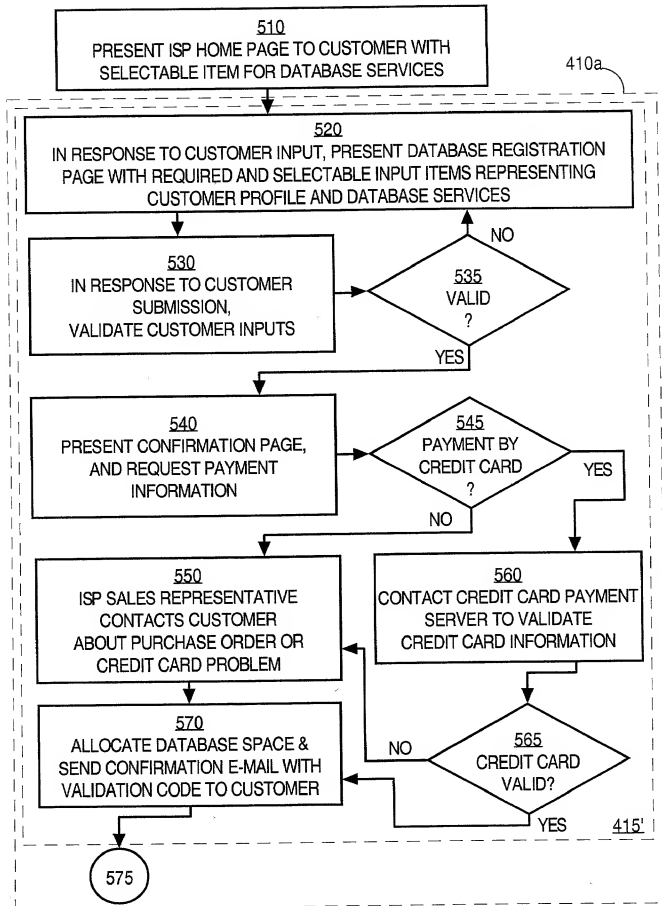 510
PRESENT ISP HOME PAGE TO CUSTOMER WITH
SELECTABLE ITEM FOR DATABASE SERVICES
410a
520
IN RESPONSE TO CUSTOMER INPUT, PRESENT DATABASE REGISTRATION
PAGE WITH REQUIRED AND SELECTABLE INPUT ITEMS REPRESENTING
CUSTOMER PROFILE AND DATABASE SERVICES
NO
530
IN RESPONSE TO CUSTOMER
SUBMISSION,
VALIDATE CUSTOMER INPUTS
535
VALID
?
YES
540
PRESENT CONFIRMATION PAGE,
AND REQUEST PAYMENT
INFORMATION
545
PAYMENT BY
CREDIT CARD
?
YES
NO
550
ISP SALES REPRESENTATIVE
CONTACTS CUSTOMER
ABOUT PURCHASE ORDER OR
CREDIT CARD PROBLEM
560
CONTACT CREDIT CARD PAYMENT
SERVER TO VALIDATE
CREDIT CARD INFORMATION
570
ALLOCATE DATABASE SPACE &
SEND CONFIRMATION E-MAIL WITH
VALIDATION CODE TO CUSTOMER
NO
565
CREDIT CARD
VALID?
YES
415'
575